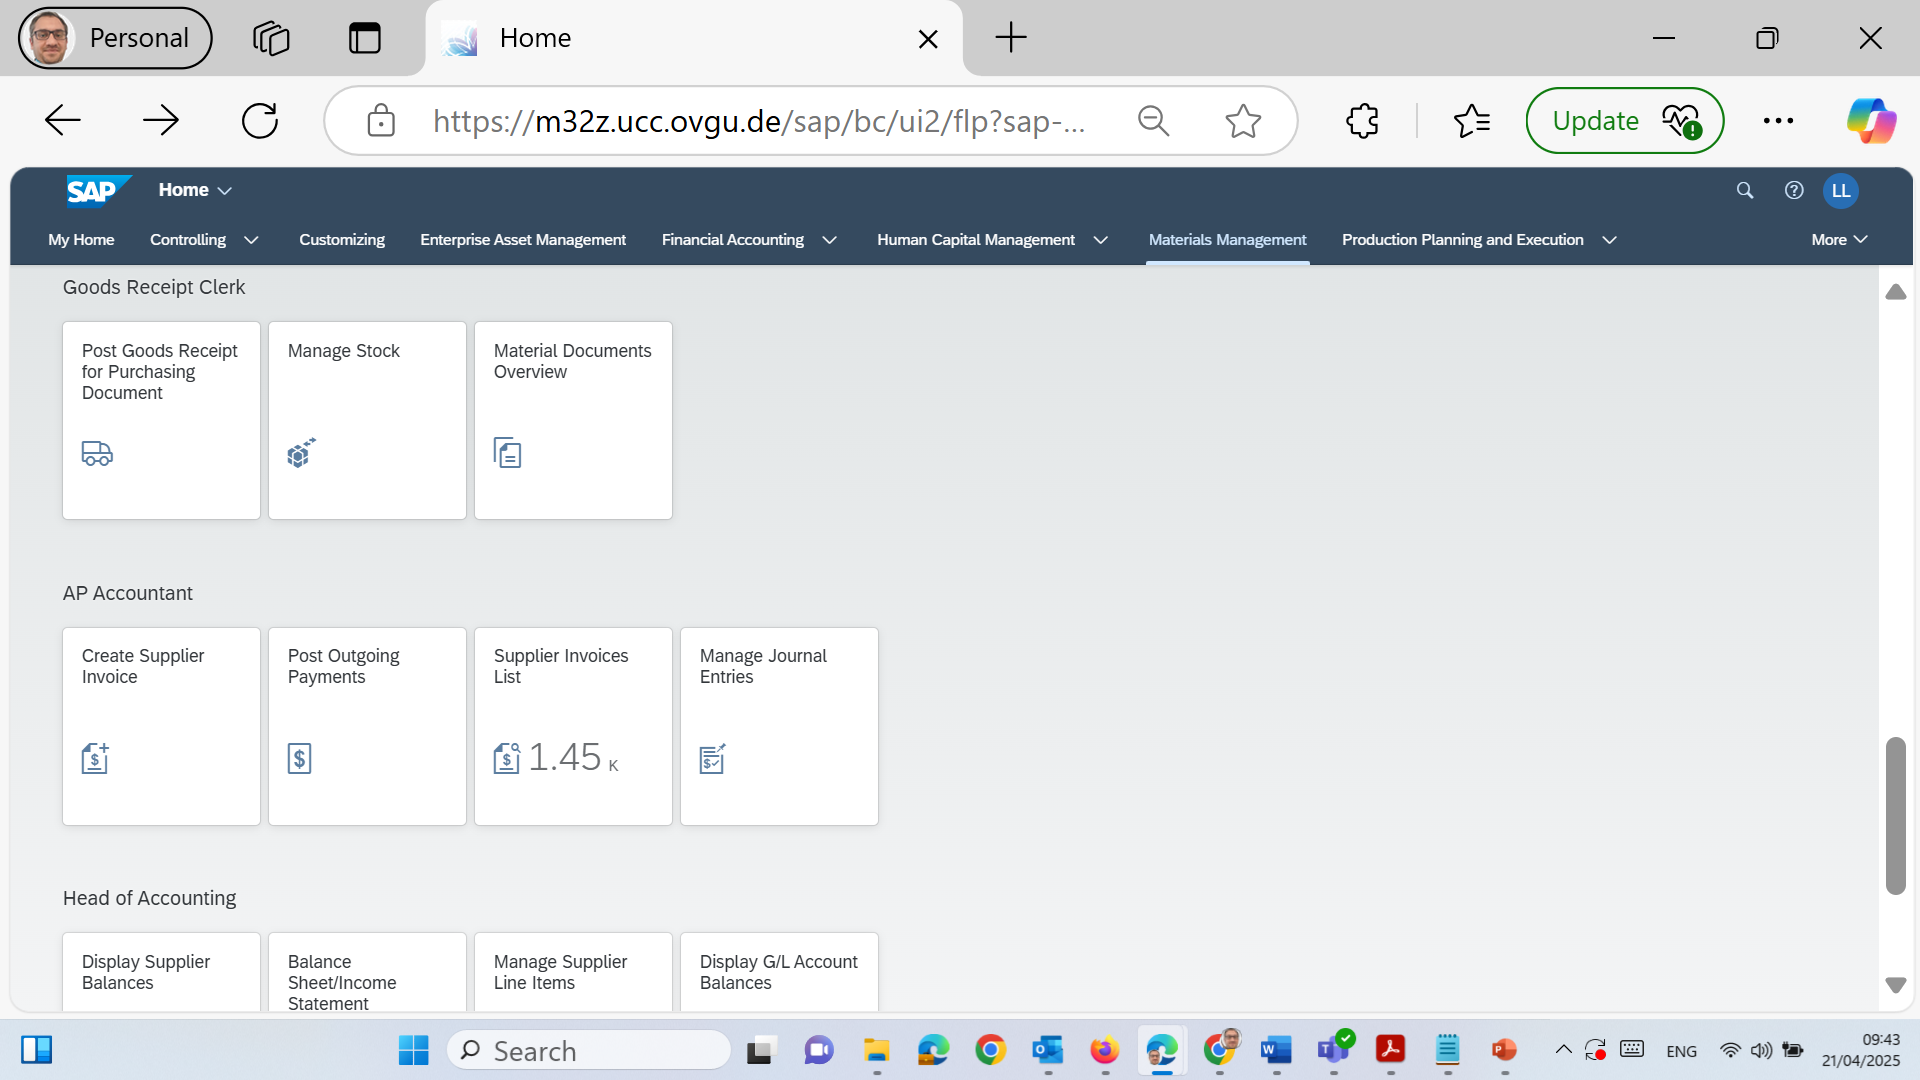 Personal
Home
https://m32z.ucc.ovgu.de/sap/bc/ui2/flp?sap-...
Update
SAP
Home
LL
My Home
Controlling
Customizing
Enterprise Asset Management
Financial Accounting
Human Capital Management
Materials Management
Production Planning and Execution
More
Goods Receipt Clerk
Post Goods Receipt
for Purchasing
Document
Manage Stock
Material Documents
Overview
AP Accountant
Create Supplier
Invoice
Post Outgoing
Payments
Supplier Invoices
List
1.45 K
Manage Journal
Entries
Head of Accounting
Display Supplier
Balances
Balance
Sheet/Income
Statement
Manage Supplier
Line Items
Display G/L Account
Balances
Search
ENG
09:43
21/04/2025